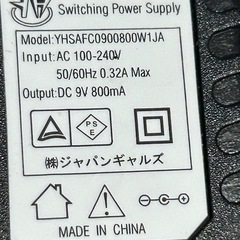 Switching Power Supply
Model:YHSAFC0900800W1JA
Input:AC 100-240V
50/60Hz 0.32A Max
Output:DC 9V 800mA
P
S
E
㈱ジャパンギャルズ
MADE IN CHINA